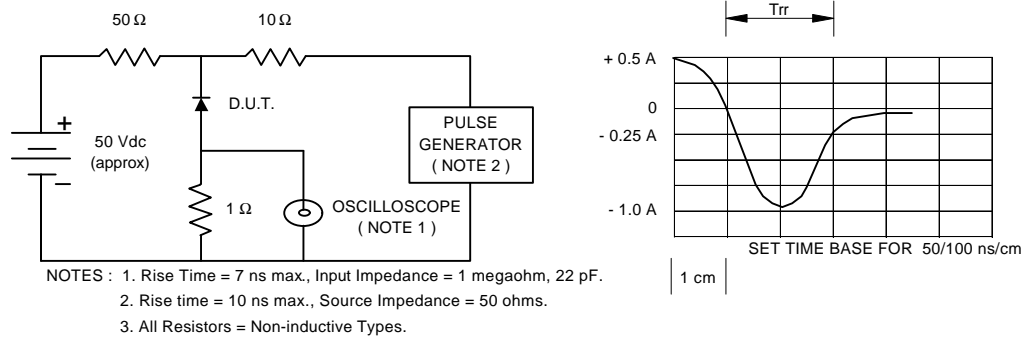 50 Ω
10 Ω
D.U.T.
+
50 Vdc
(approx)
−
1 Ω
PULSE
GENERATOR
( NOTE 2 )
OSCILLOSCOPE
( NOTE 1 )
Trr
+ 0.5 A
0
- 0.25 A
- 1.0 A
SET TIME BASE FOR 50/100 ns/cm
1 cm
NOTES : 1. Rise Time = 7 ns max., Input Impedance = 1 megaohm, 22 pF.
2. Rise time = 10 ns max., Source Impedance = 50 ohms.
3. All Resistors = Non-inductive Types.